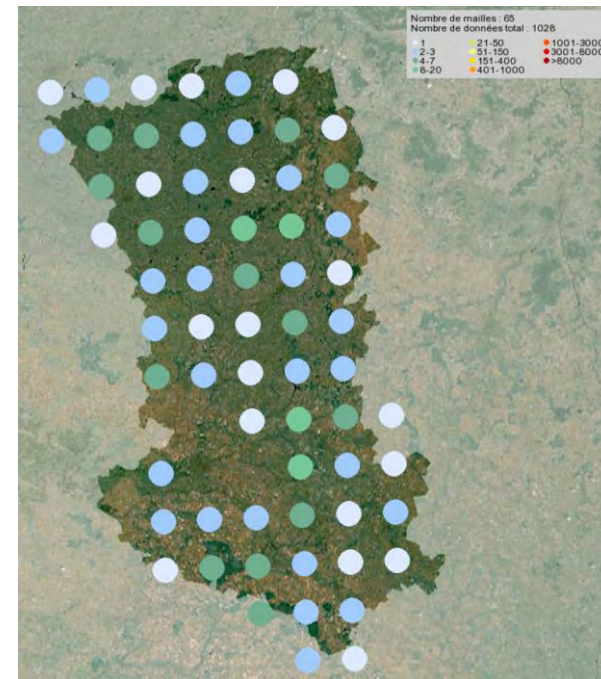 Nombre de mailles : 65
Nombre de données total : 1028
1 21-50 1001-3000
2-3 51-150 3001-8000
4-7 151-400 >8000
8-20 401-1000